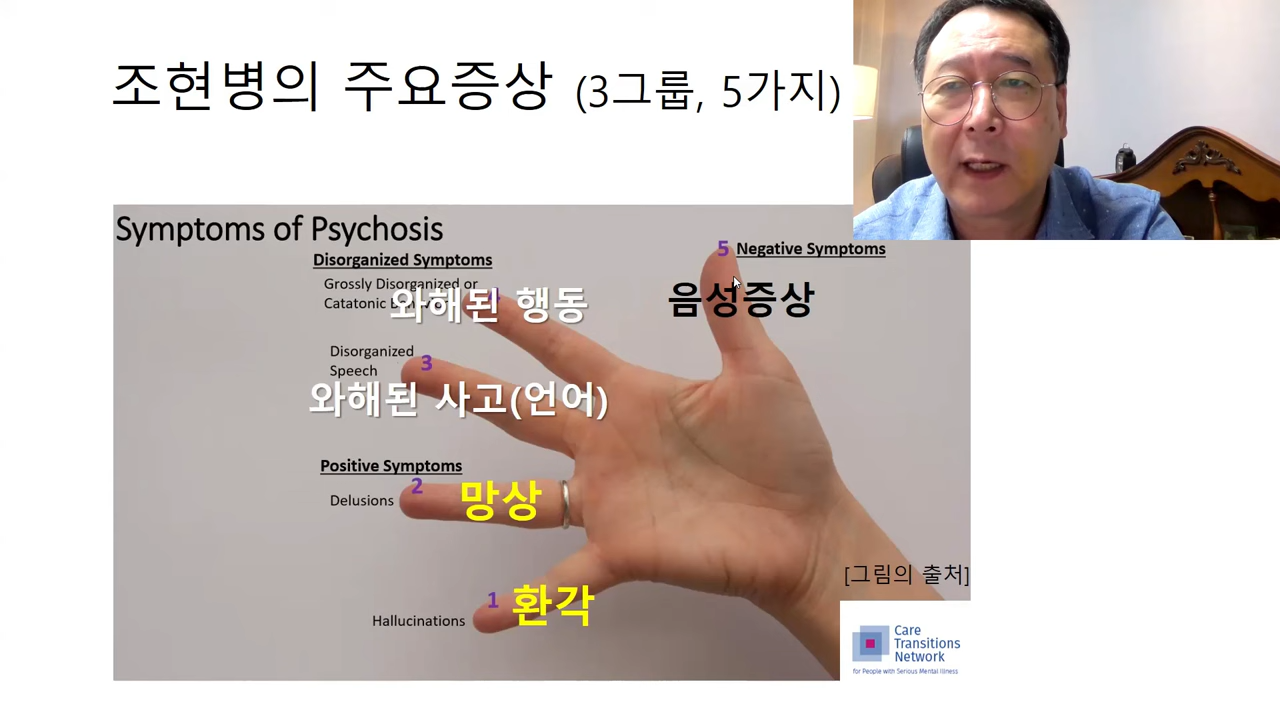 조현병의 주요증상 (3그룹, 5가지)
Symptoms of Psychosis
Disorganized Symptoms
Grossly Disorganized or
Catatonic
와해된 행동
5 Negative Symptoms
음성증상
Disorganized
Speech
3
와해된 사고(언어)
Positive Symptoms
2
Delusions
망상
1
Hallucinations
환각
[그림의 출처]
Care
Transitions
Network
for People with Serious Mental Illness